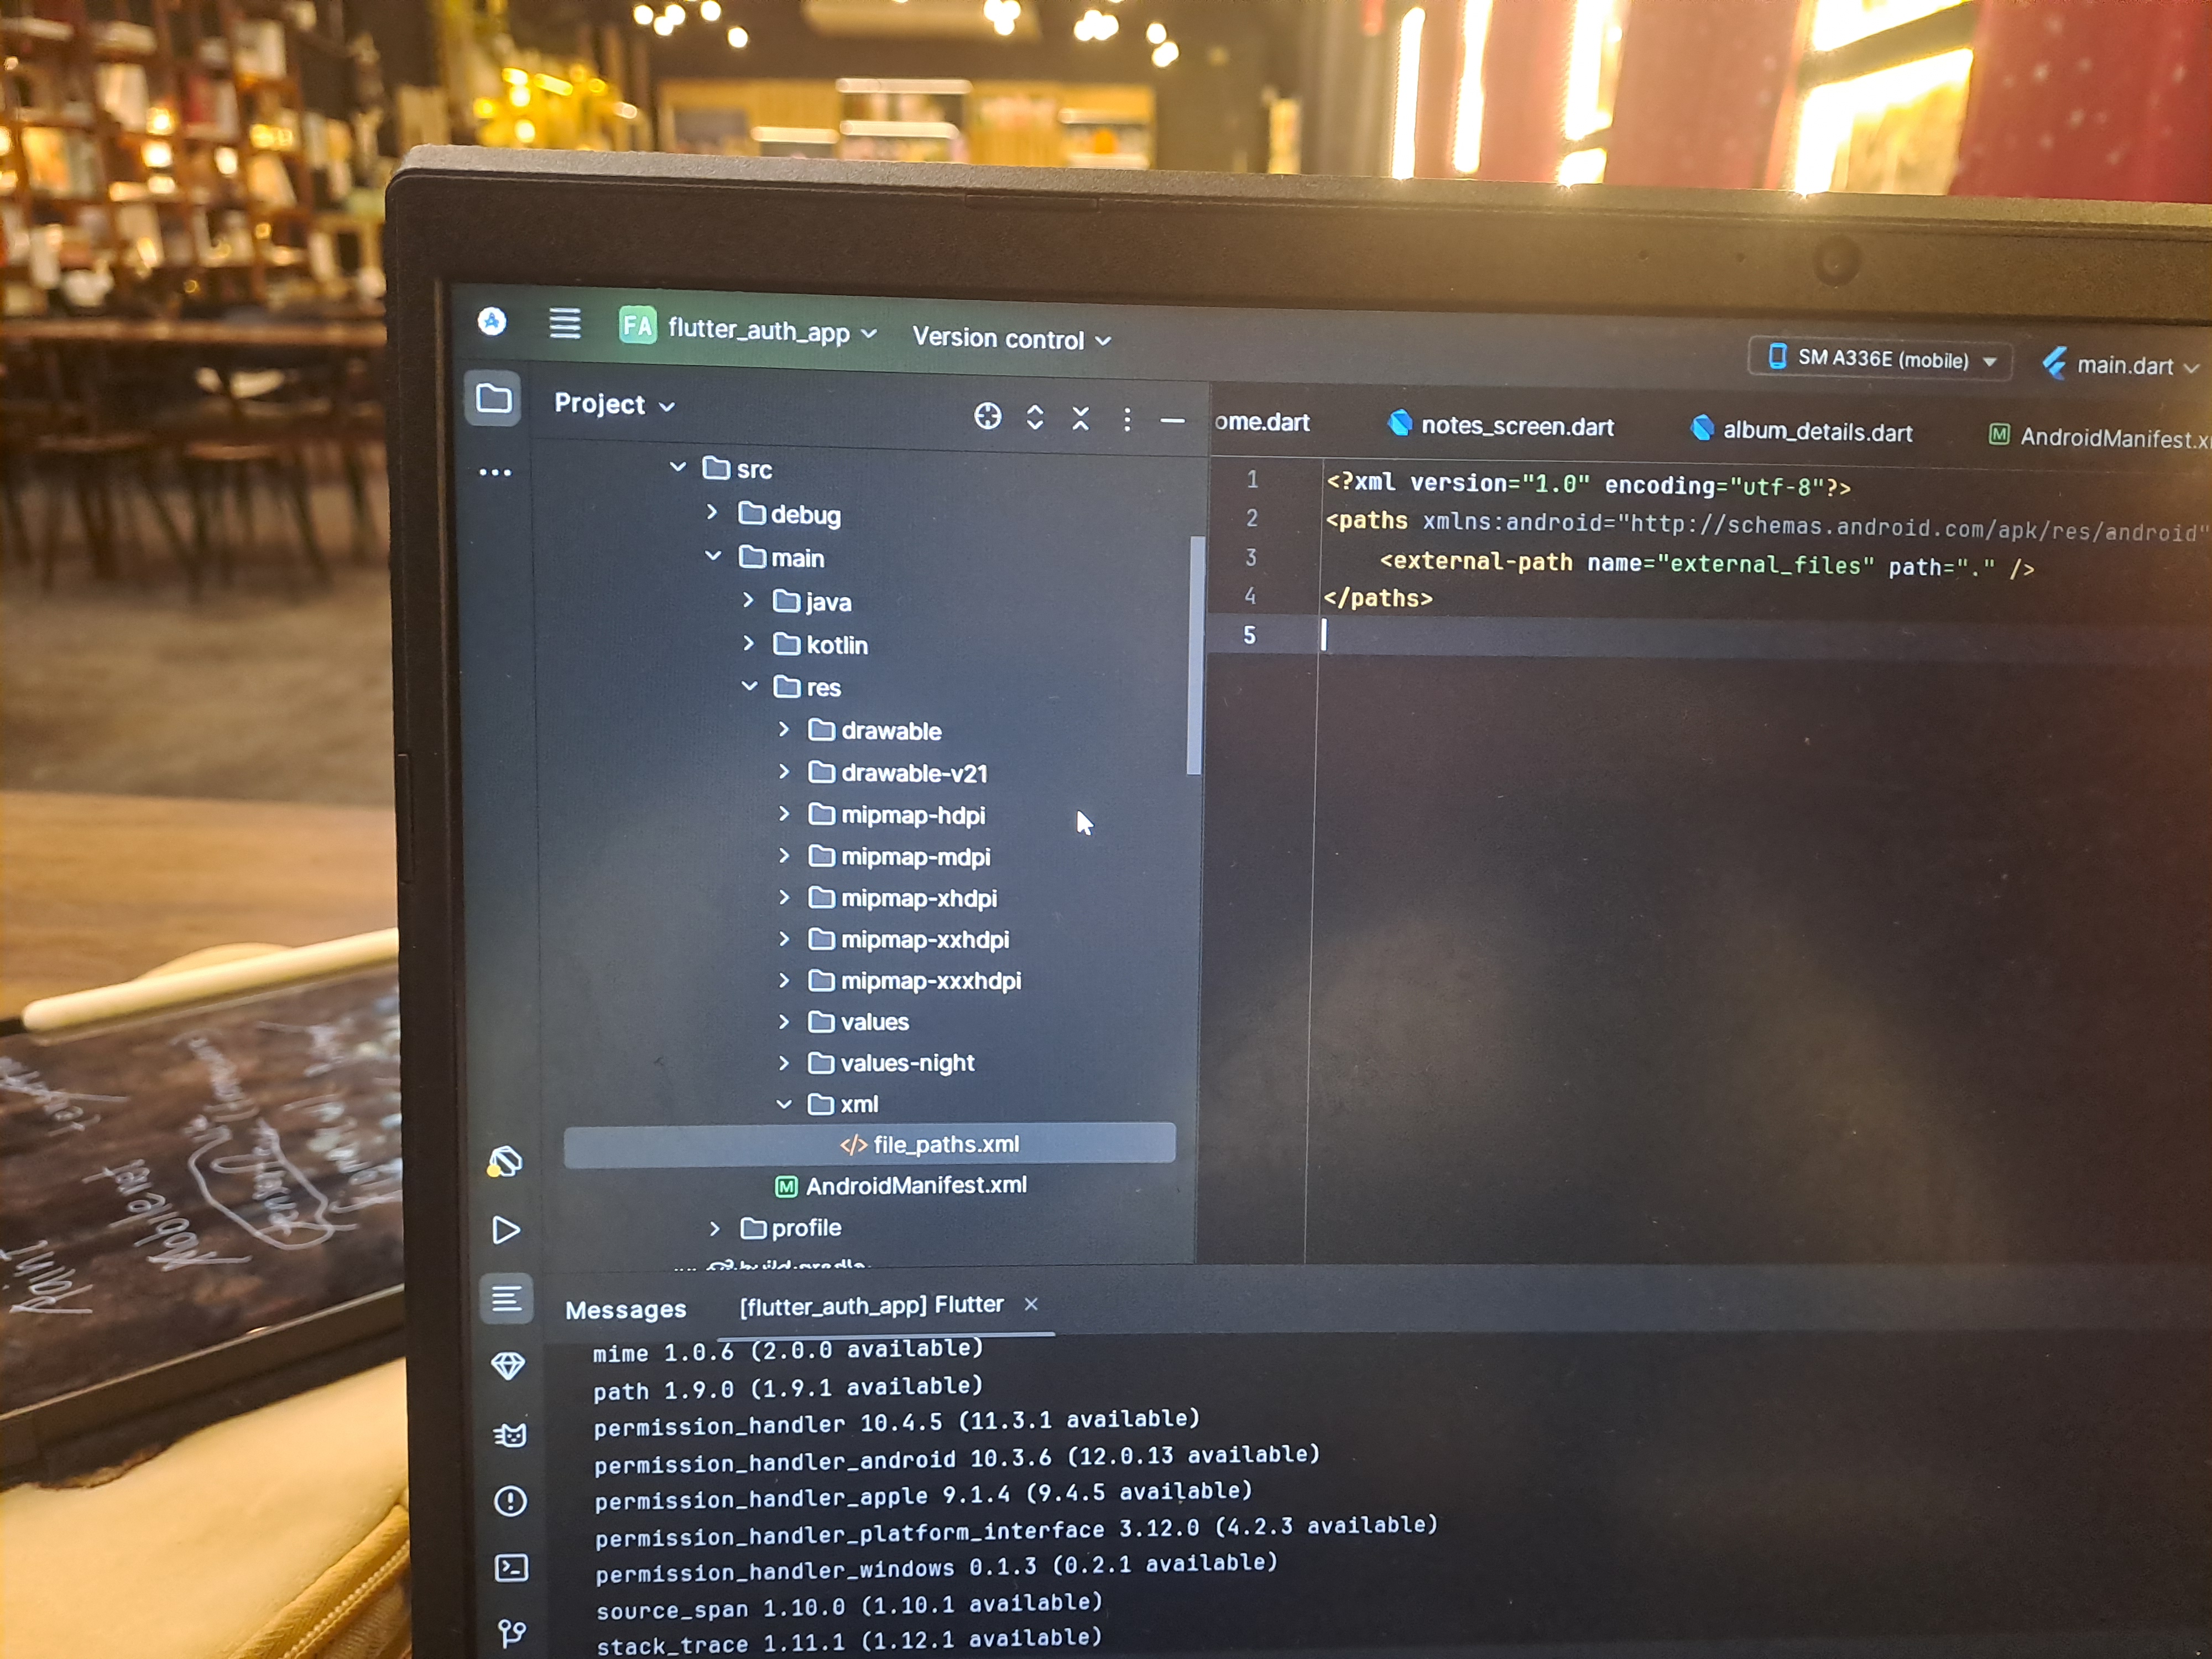 FA flutter_auth_app Version control
SM A336E (mobile) main.dart
Project
ome.dart notes_screen.dart album_details.dart AndroidManifest.x
src
debug
main
java
kotlin
res
drawable
drawable-v21
mipmap-hdpi
mipmap-mdpi
mipmap-xhdpi
mipmap-xxhdpi
mipmap-xxxhdpi
values
values-night
xml
</> file_paths.xml
M AndroidManifest.xml
profile
build.gradle
1 <?xml version="1.0" encoding="utf-8"?>
2 <paths xmlns:android="http://schemas.android.com/apk/res/android"
3 <external-path name="external_files" path="." />
4 </paths>
5
Messages [flutter_auth_app] Flutter ×
mime 1.0.6 (2.0.0 available)
path 1.9.0 (1.9.1 available)
permission_handler 10.4.5 (11.3.1 available)
permission_handler_android 10.3.6 (12.0.13 available)
permission_handler_apple 9.1.4 (9.4.5 available)
permission_handler_platform_interface 3.12.0 (4.2.3 available)
permission_handler_windows 0.1.3 (0.2.1 available)
source_span 1.10.0 (1.10.1 available)
stack_trace 1.11.1 (1.12.1 available)